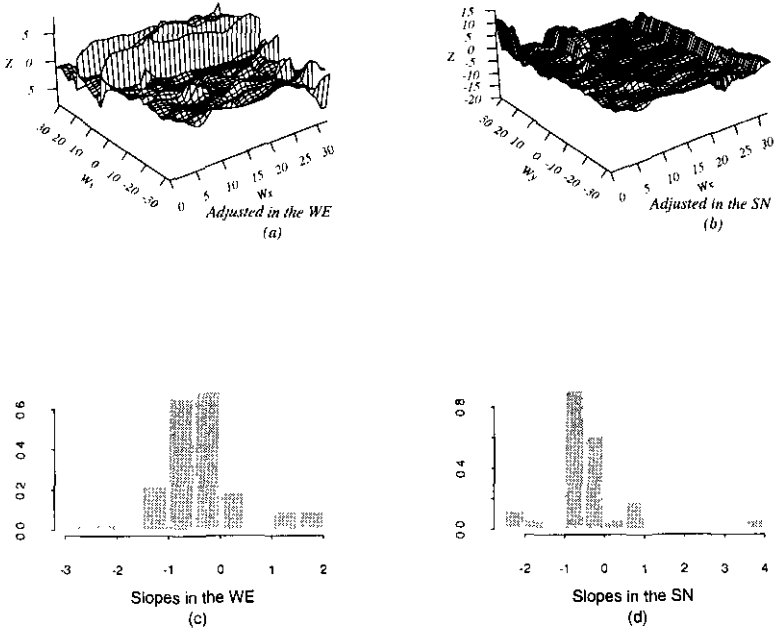 5
0
5
Z
30 20 10 0 10 -20 -30
0 5 10 15 20 25 30
Wx
Adjusted in the WE
(a)
15
10
5
0
-5
-10
-15
-20
Z
30 20 10 0 -10 -20 -30
Wy
0 5 10 15 20 25 30
Wx
Adjusted in the SN
(b)
0.6
0.4
0.2
0.0
-3 -2 -1 0 1 2
Slopes in the WE
(c)
0.8
0.4
0.0
-2 -1 0 1 2 3 4
Slopes in the SN
(d)